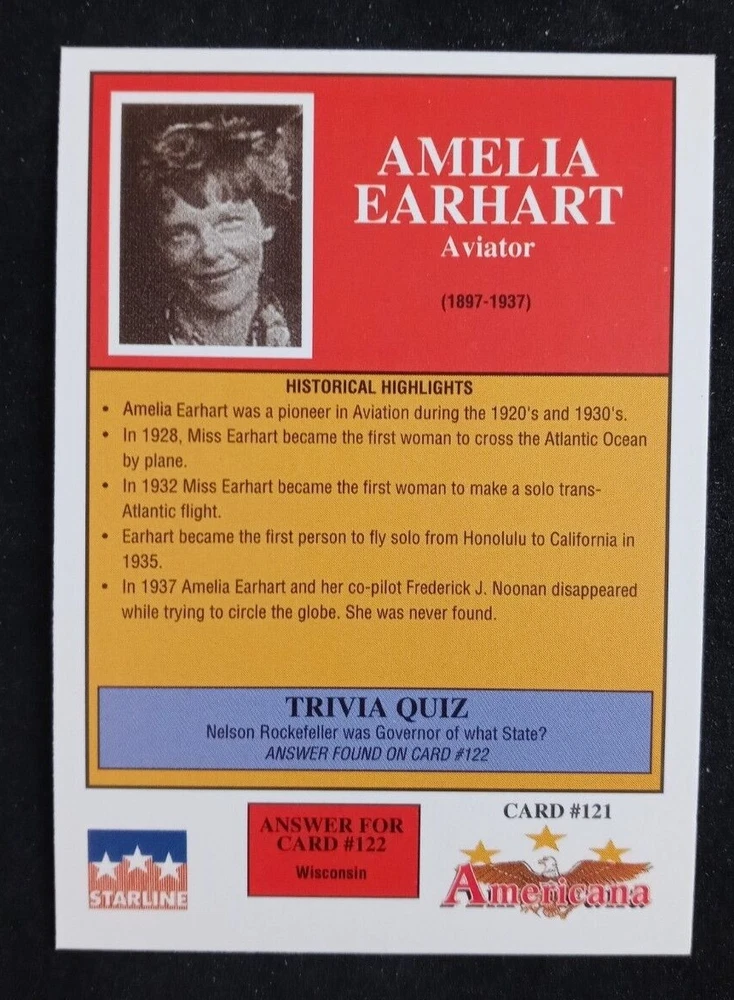 AMELIA
EARHART
Aviator
(1897-1937)
HISTORICAL HIGHLIGHTS
• Amelia Earhart was a pioneer in Aviation during the 1920's and 1930's.
• In 1928, Miss Earhart became the first woman to cross the Atlantic Ocean
by plane.
• In 1932 Miss Earhart became the first woman to make a solo trans-
Atlantic flight.
• Earhart became the first person to fly solo from Honolulu to California in
1935.
• In 1937 Amelia Earhart and her co-pilot Frederick J. Noonan disappeared
while trying to circle the globe. She was never found.
TRIVIA QUIZ
Nelson Rockefeller was Governor of what State?
ANSWER FOUND ON CARD #122
STARLINE
ANSWER FOR
CARD #122
Wisconsin
CARD #121
Americana